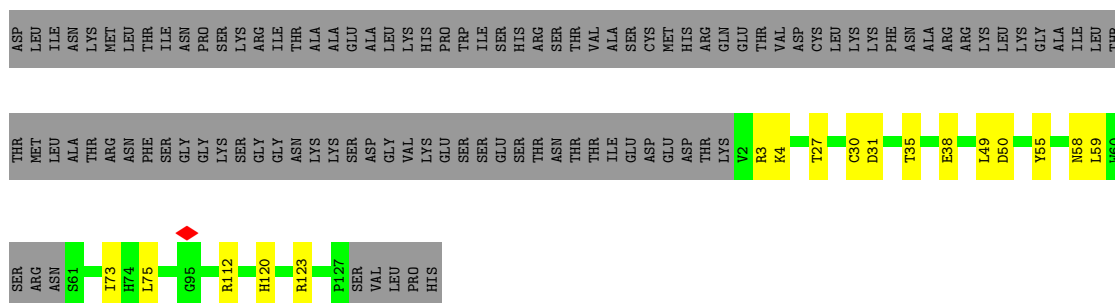 ASP LEU ILE ASN LYS MET LEU THR ILE ASN PRO SER LYS ARG ILE THR ALA ALA GLU ALA LEU LYS HIS PRO TRP ILE SER HIS ARG SER THR VAL ALA SER CYS MET HIS ARG GLN GLU THR VAL ASP CYS LEU LYS LYS PHE ASN ALA ARG ARG LYS LEU LYS GLY ALA ILE LEU THR
THR MET LEU ALA THR ARG ASN PHE SER GLY GLY LYS SER GLY GLY ASN LYS LYS SER ASP GLY VAL LYS GLU SER SER GLU SER THR ASN THR THR ILE GLU ASP GLU ASP THR LYS V2 R3 K4 T27 C30 D31 T35 E38 L49 D50 Y55 N58 L59 W60
SER ARG ASN S61 I73 H74 L75 G95 R112 H120 R123 P127 SER VAL LEU PRO HIS